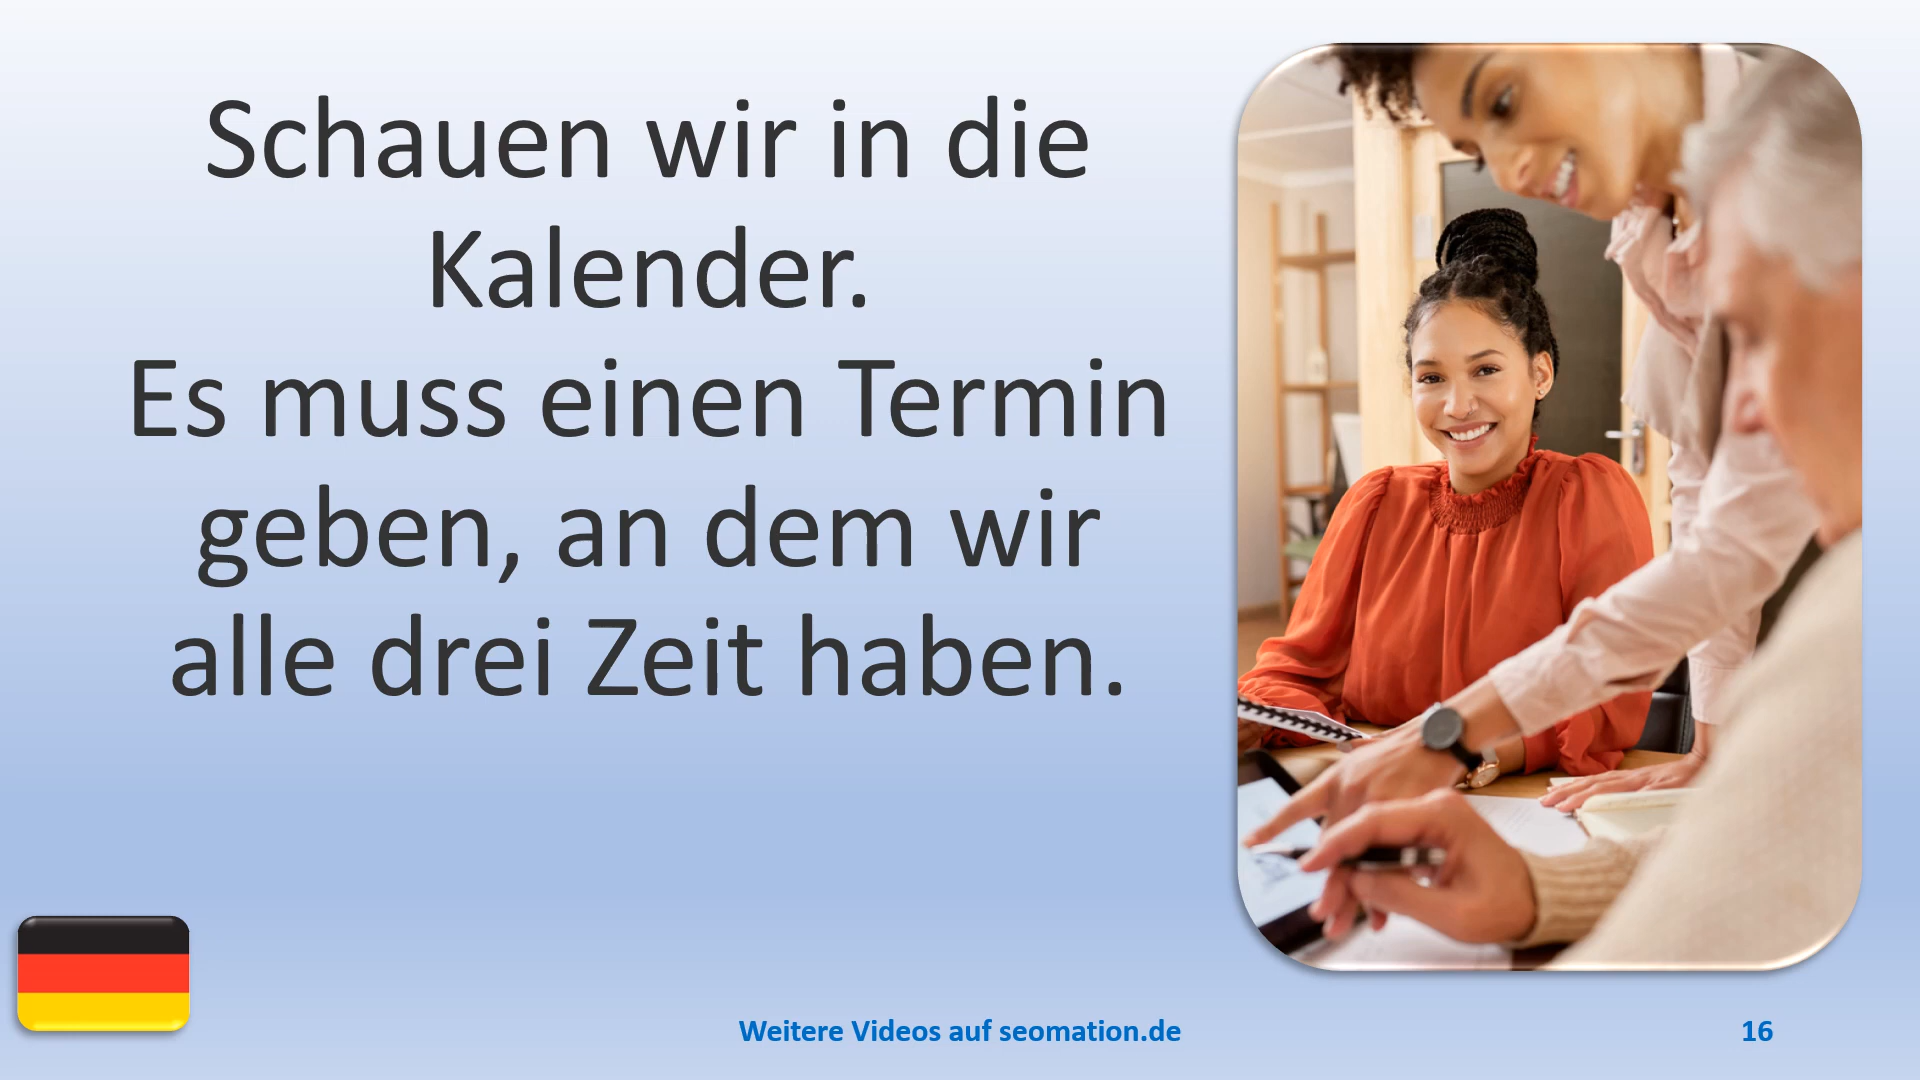 Schauen wir in die
Kalender.
Es muss einen Termin
geben, an dem wir
alle drei Zeit haben.
Weitere Videos auf seomation.de
16